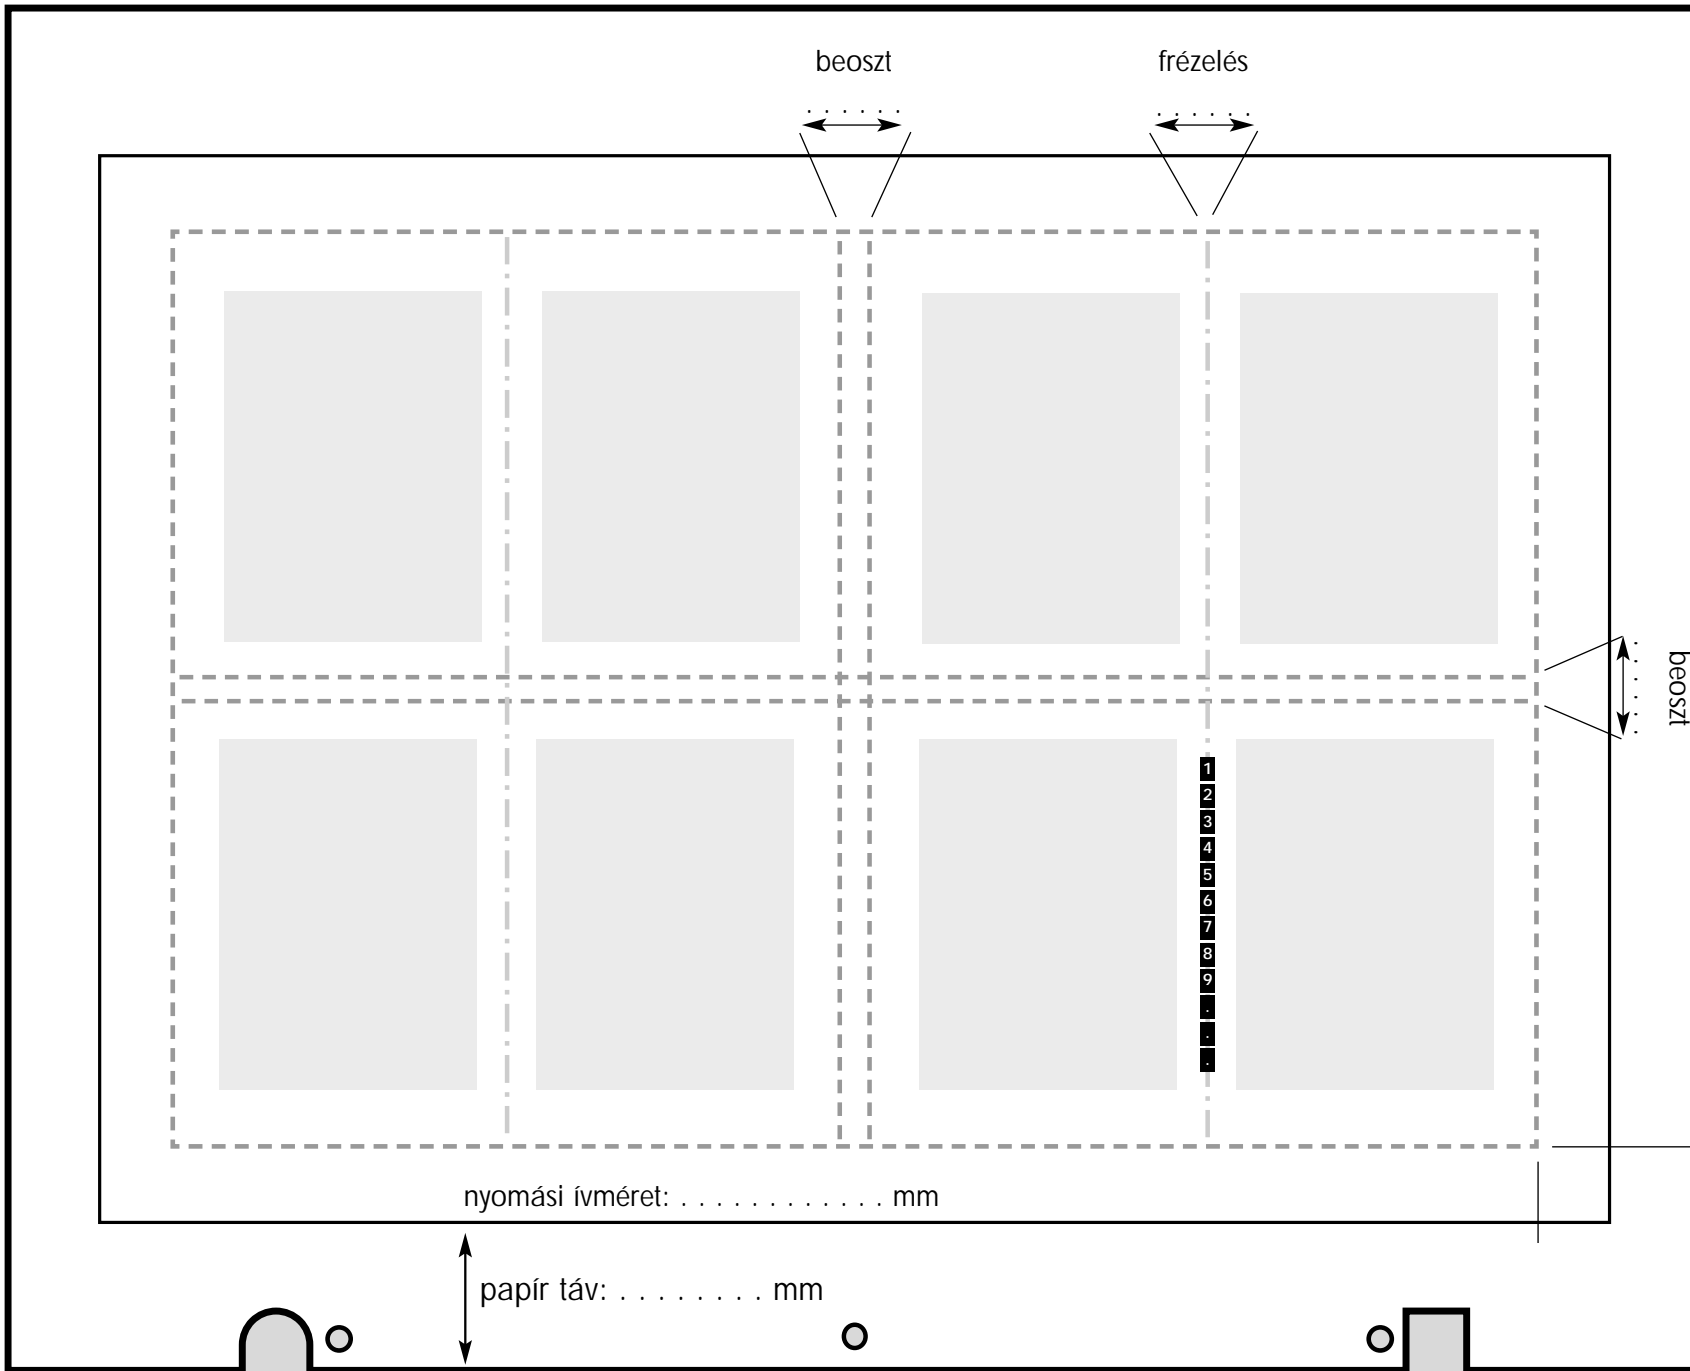 beoszt
frézelés
. . . . . .
. . . . . .
. . . . . .
beoszt
1
2
3
4
5
6
7
8
9
.
.
.
nyomási ívméret: . . . . . . . . . . . . mm
papír táv: . . . . . . . . mm